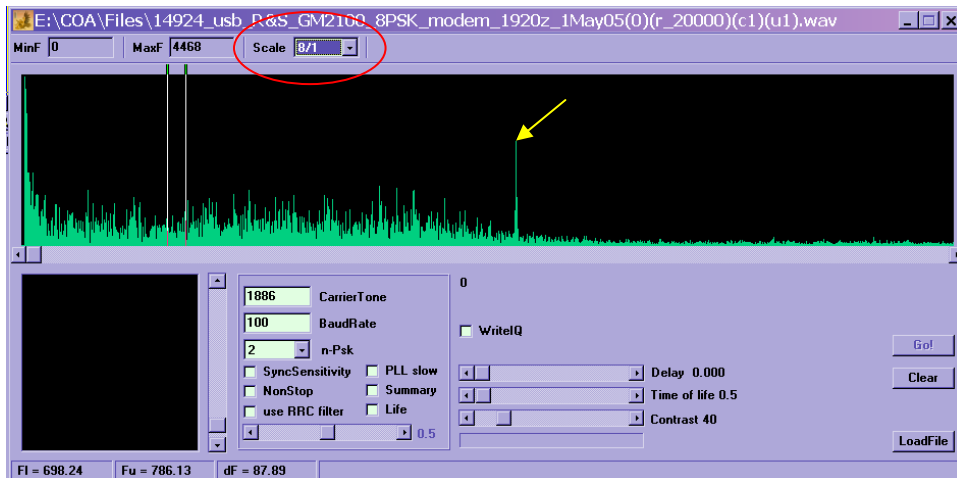 E:\COA\Files\14924_usb_R&S_GM2100_8PSK_modem_1920z_1May05(0)(r_20000)(c1)(u1).wav
MinF 0 MaxF 4468 Scale 8/1
0
1886 CarrierTone
100 BaudRate
WriteIQ
2 n-Psk
Go!
SyncSensitivity PLL slow
Delay 0.000
NonStop Summary
Clear
Time of life 0.5
use RRC filter Life
Contrast 40
0.5
LoadFile
Fl = 698.24 Fu = 786.13 dF = 87.89